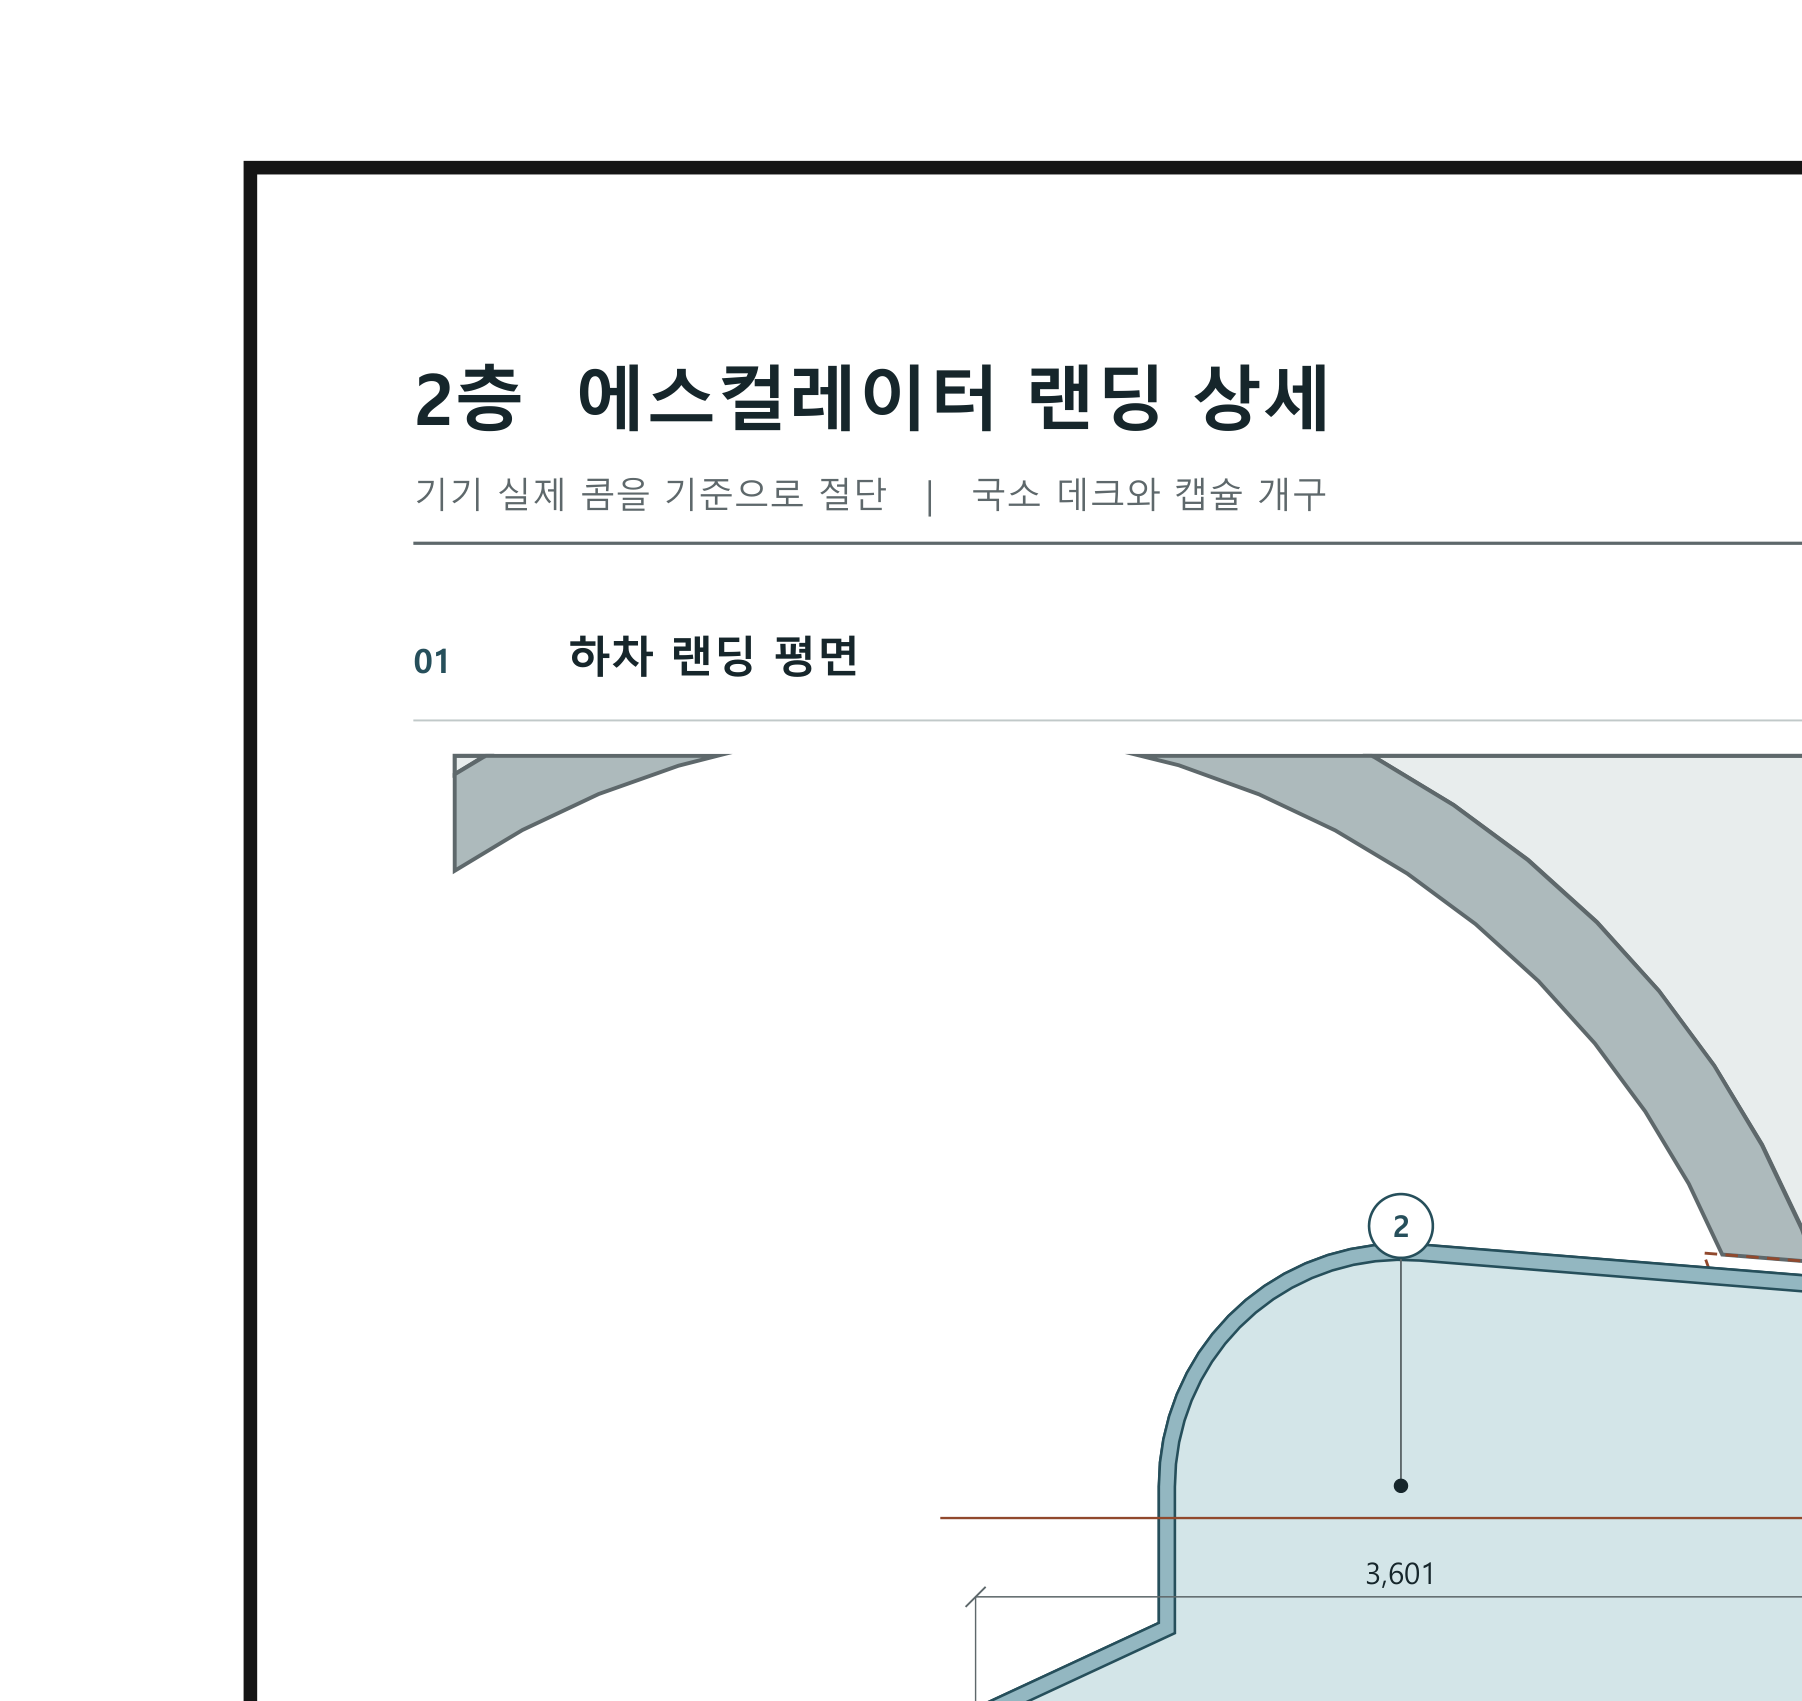 2층 에스컬레이터 랜딩 상세
기기 실제 콤을 기준으로 절단 | 국소 데크와 캡슐 개구
01 하차 랜딩 평면
2
3,601